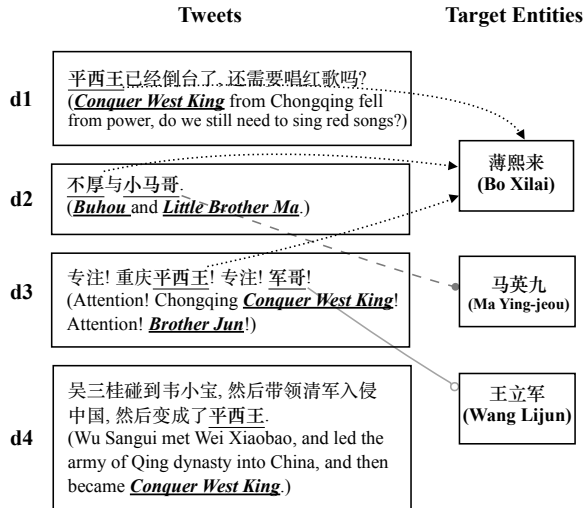 Tweets
Target Entities
d1
平西王已经倒台了, 还需要唱红歌吗?
(Conquer West King from Chongqing fell
from power, do we still need to sing red songs?)
d2
不厚与小马哥.
(Buhou and Little Brother Ma.)
d3
专注! 重庆平西王! 专注! 军哥!
(Attention! Chongqing Conquer West King!
Attention! Brother Jun!)
d4
吴三桂碰到韦小宝, 然后带领清军入侵
中国, 然后变成了平西王.
(Wu Sangui met Wei Xiaobao, and led the
army of Qing dynasty into China, and then
became Conquer West King.)
薄熙来
(Bo Xilai)
马英九
(Ma Ying-jeou)
王立军
(Wang Lijun)